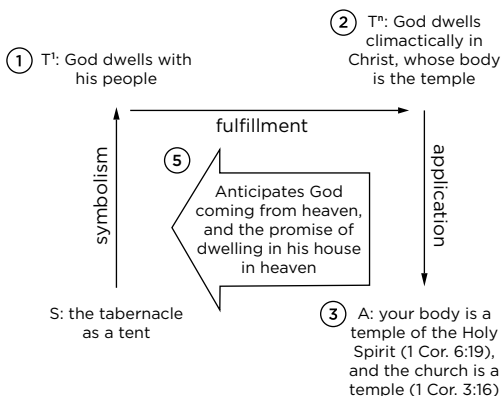 1 T¹: God dwells with
his people
2 Tⁿ: God dwells
climactically in
Christ, whose body
is the temple
fulfillment
symbolism
application
5
Anticipates God
coming from heaven,
and the promise of
dwelling in his house
in heaven
S: the tabernacle
as a tent
3 A: your body is a
temple of the Holy
Spirit (1 Cor. 6:19),
and the church is a
temple (1 Cor. 3:16)